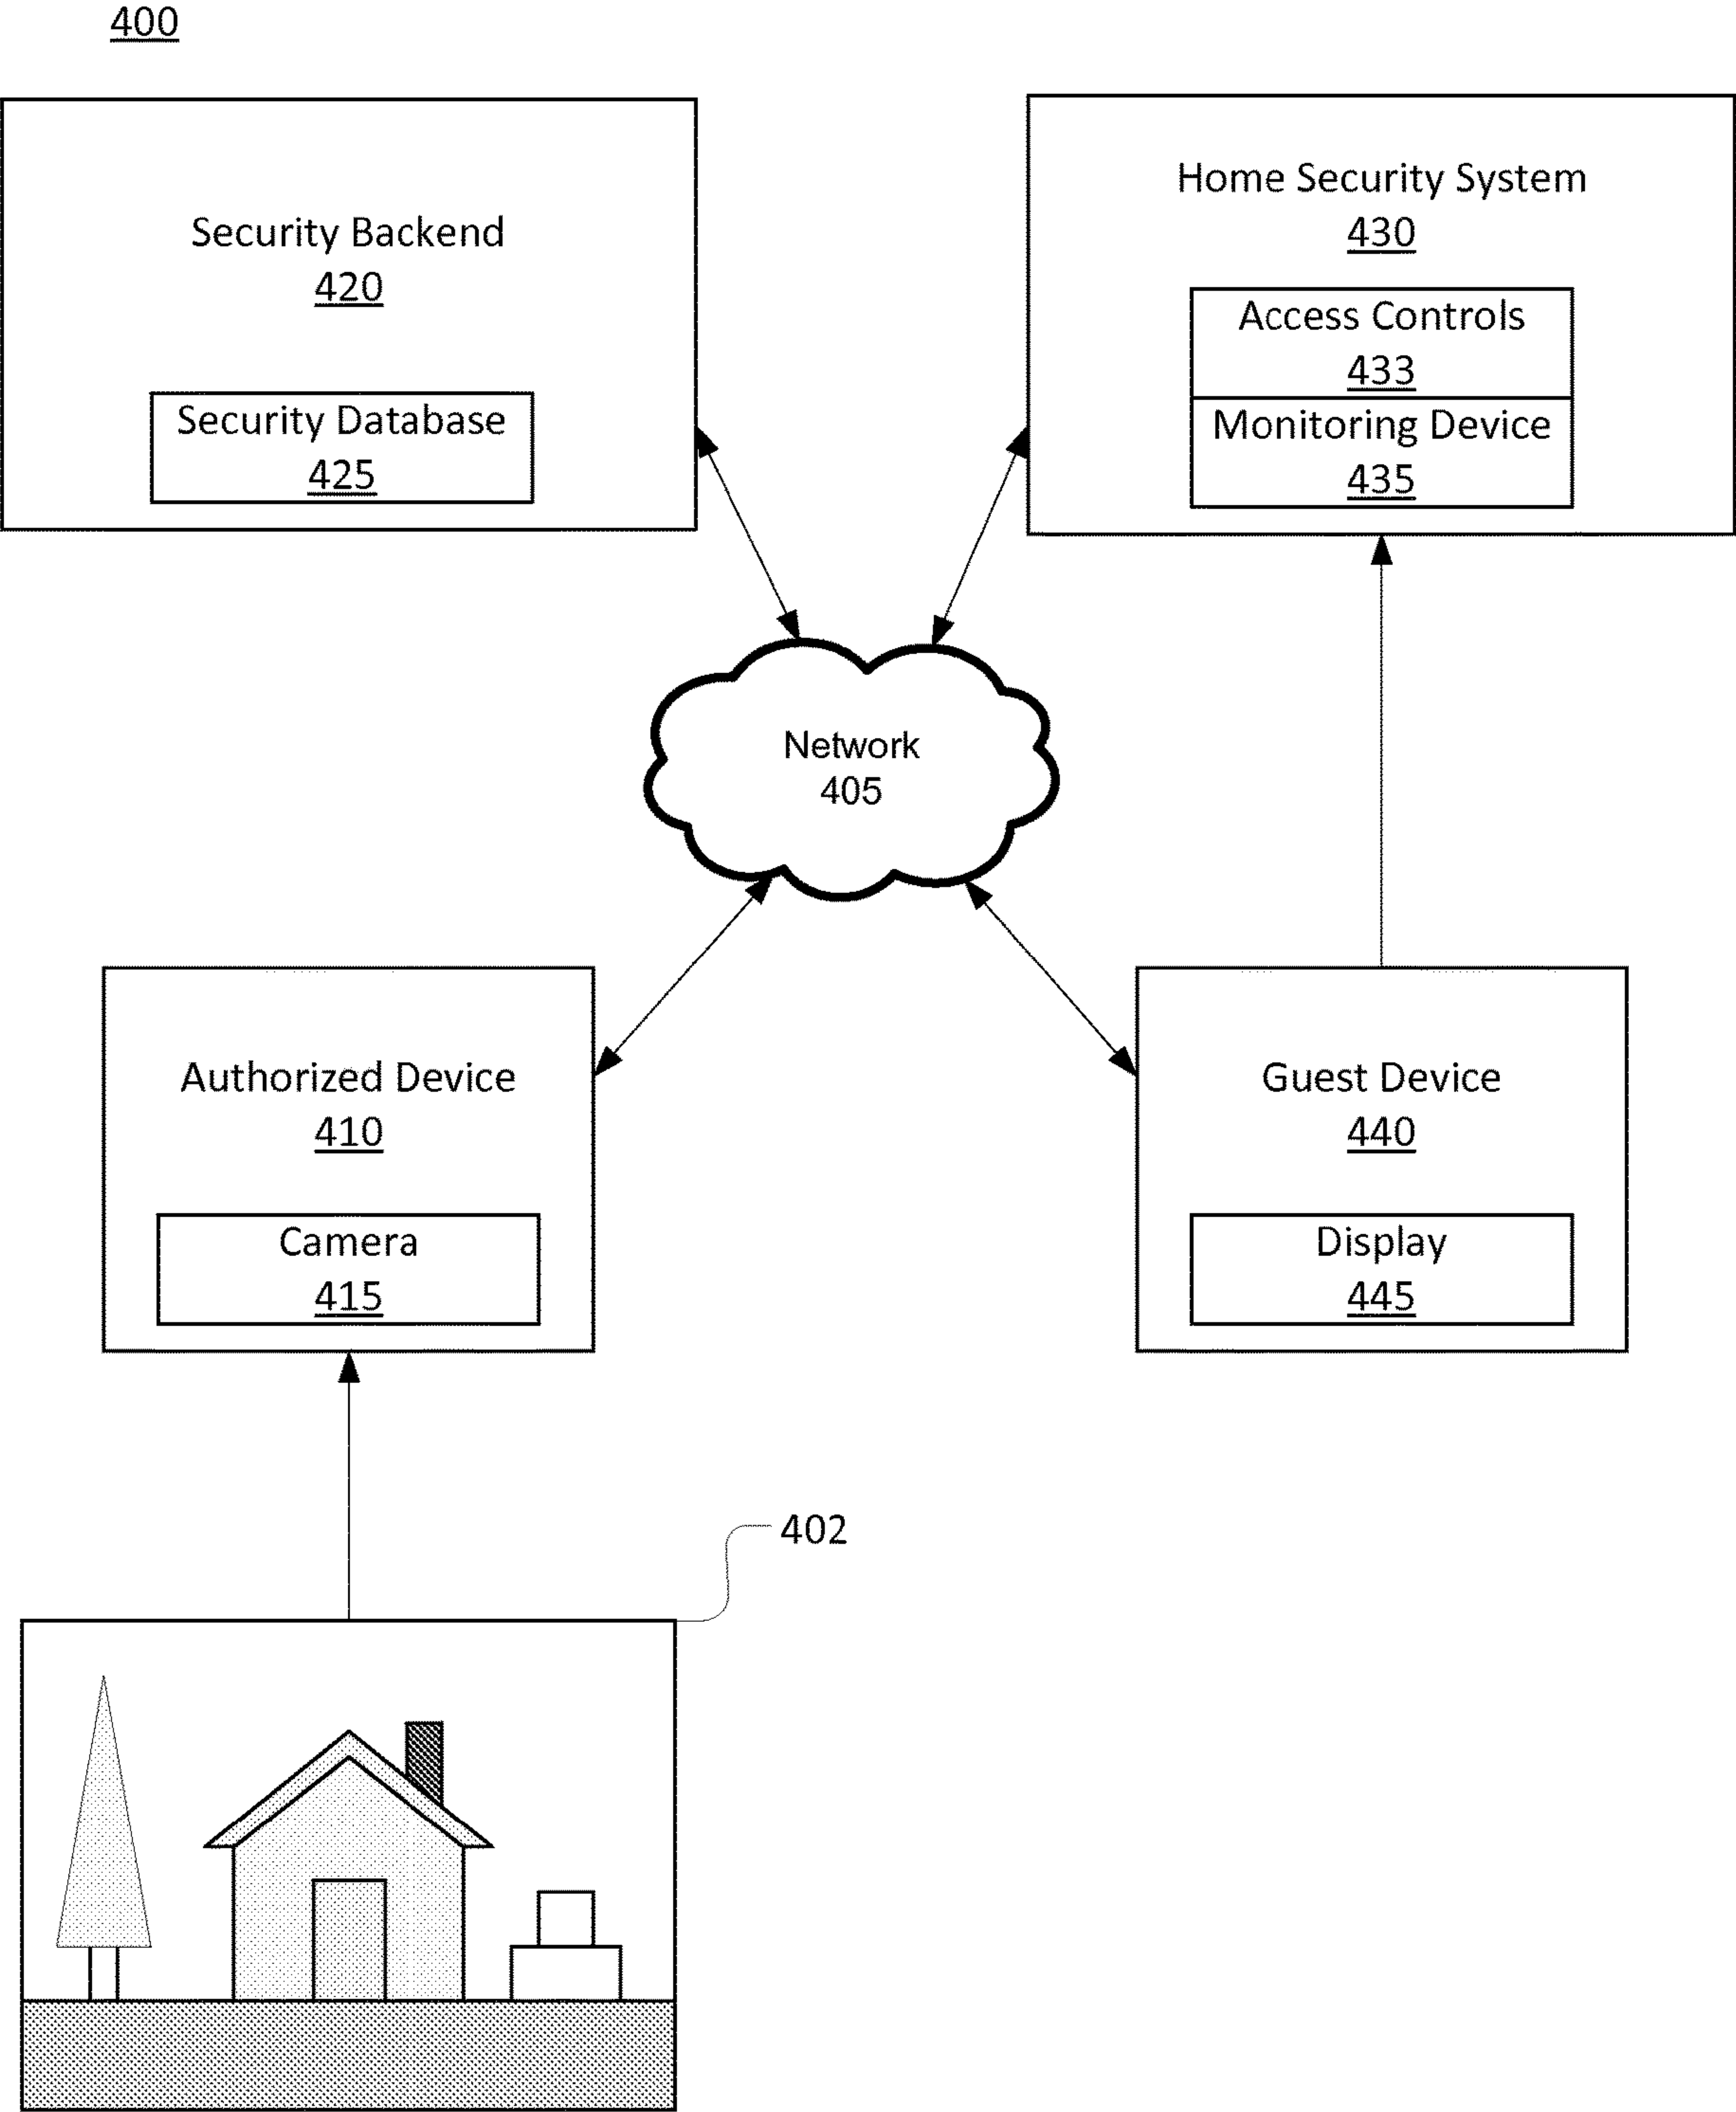 400
Security Backend
420
Security Database
425
Home Security System
430
Access Controls
433
Monitoring Device
435
Network
405
Authorized Device
410
Camera
415
Guest Device
440
Display
445
402